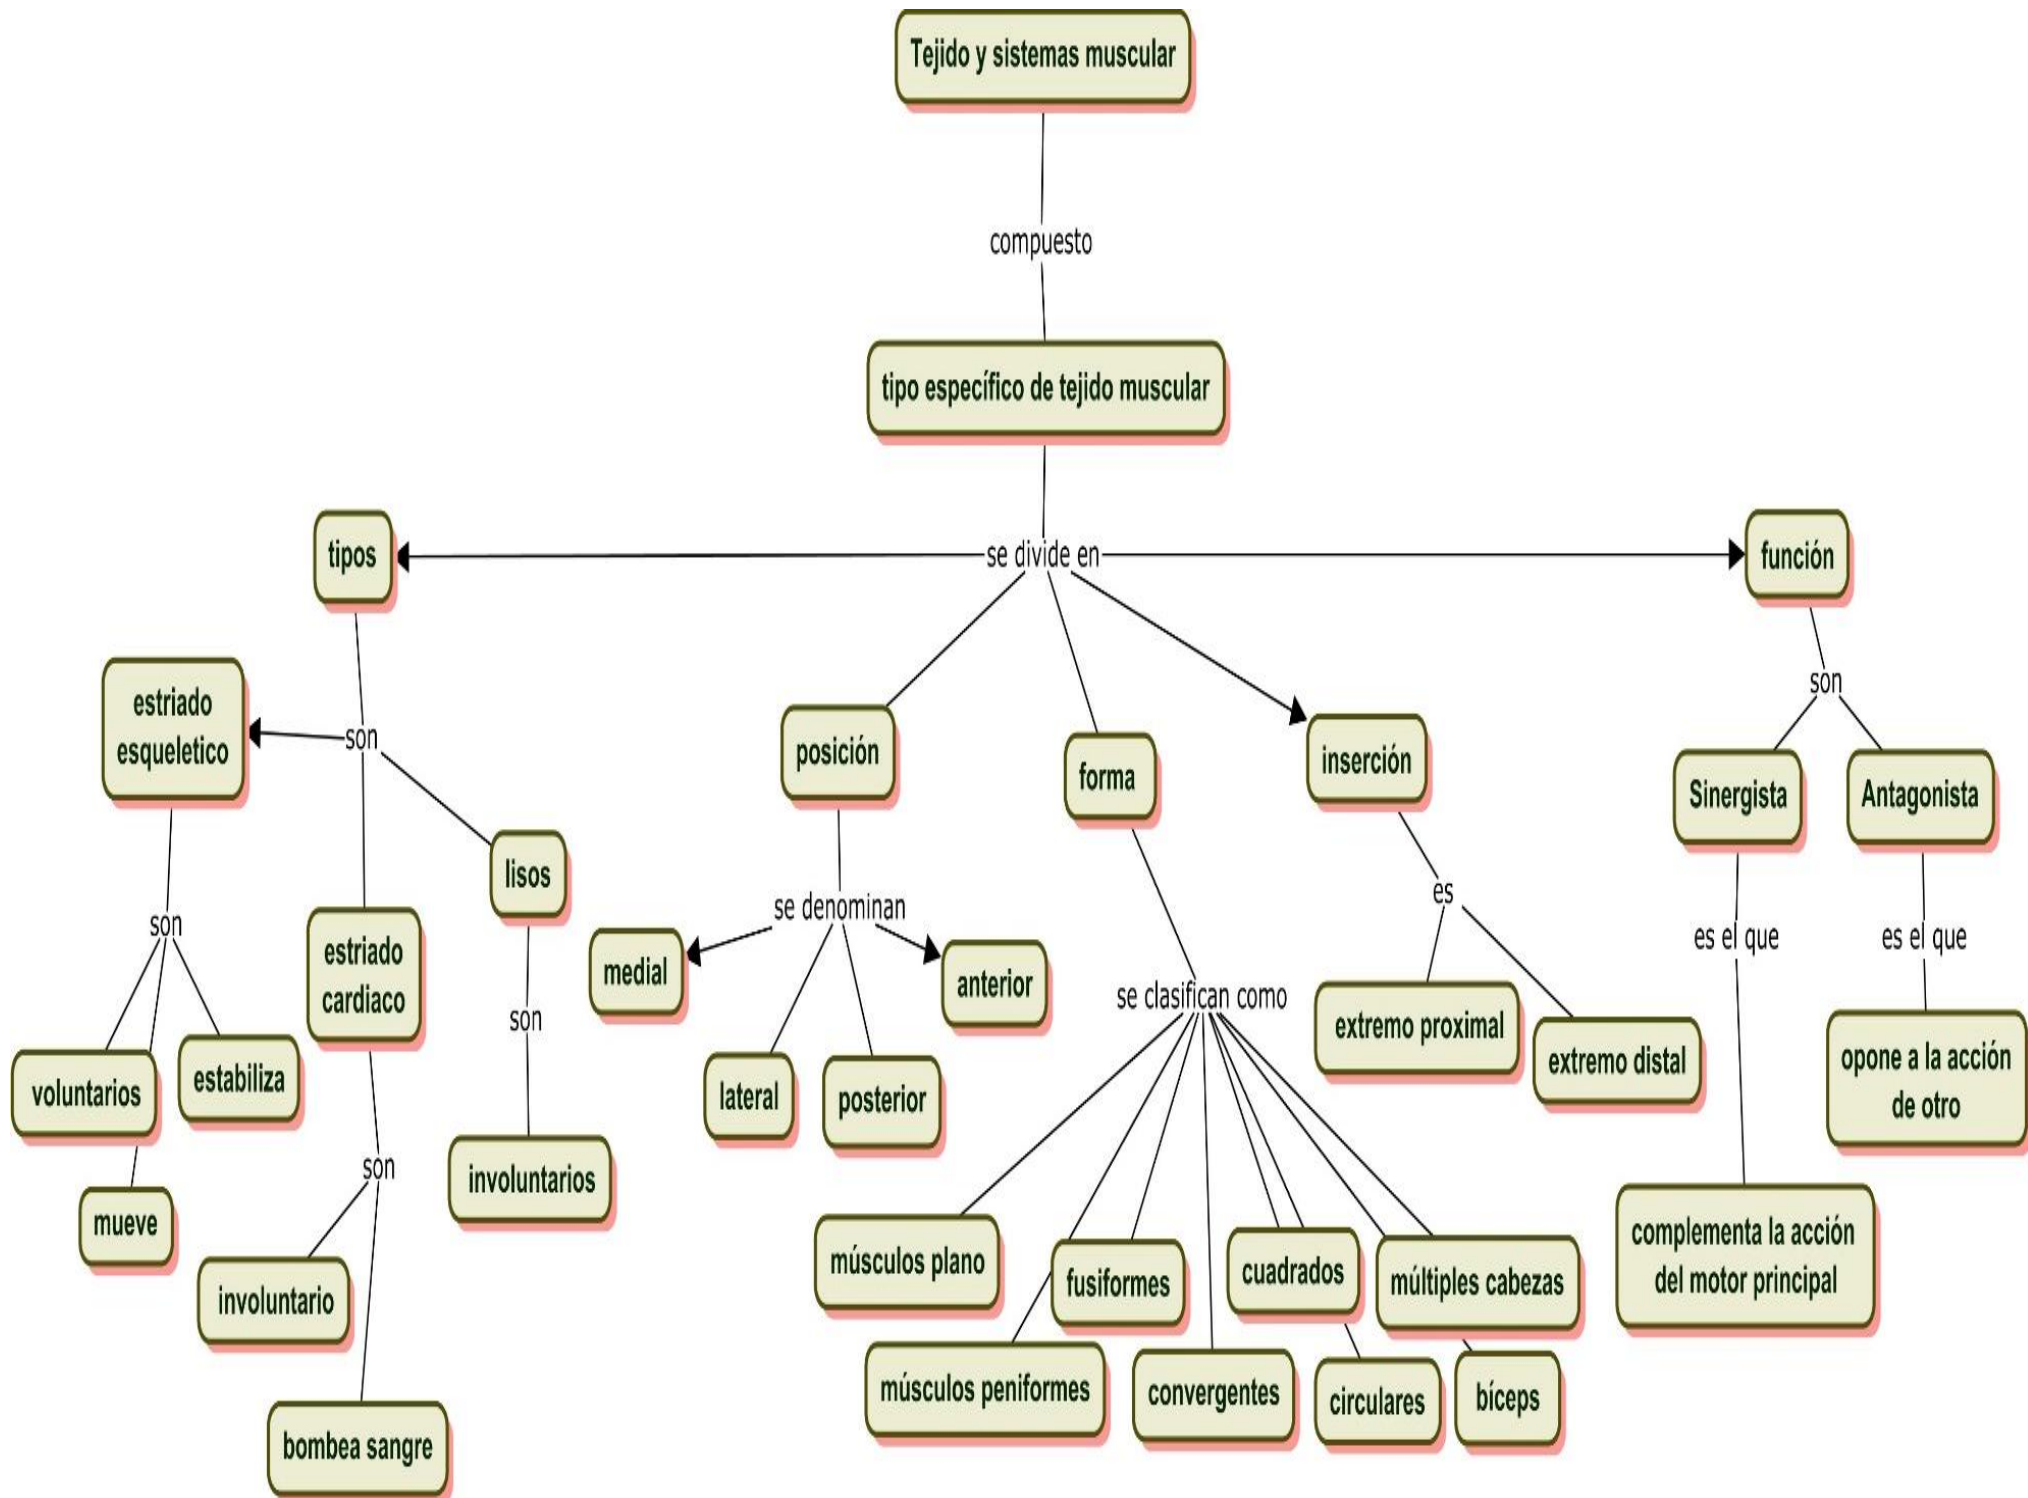 Tejido y sistemas muscular
compuesto
tipo específico de tejido muscular
se divide en
tipos
función
son
estriado
esqueletico
son
voluntarios
estabiliza
mueve
estriado
cardiaco
son
involuntario
bombea sangre
lisos
son
involuntarios
posición
se denominan
medial
lateral
posterior
anterior
forma
se clasifican como
músculos plano
músculos peniformes
fusiformes
convergentes
cuadrados
circulares
múltiples cabezas
bíceps
inserción
es
extremo proximal
extremo distal
son
Sinergista
es el que
complementa la acción
del motor principal
Antagonista
es el que
opone a la acción
de otro